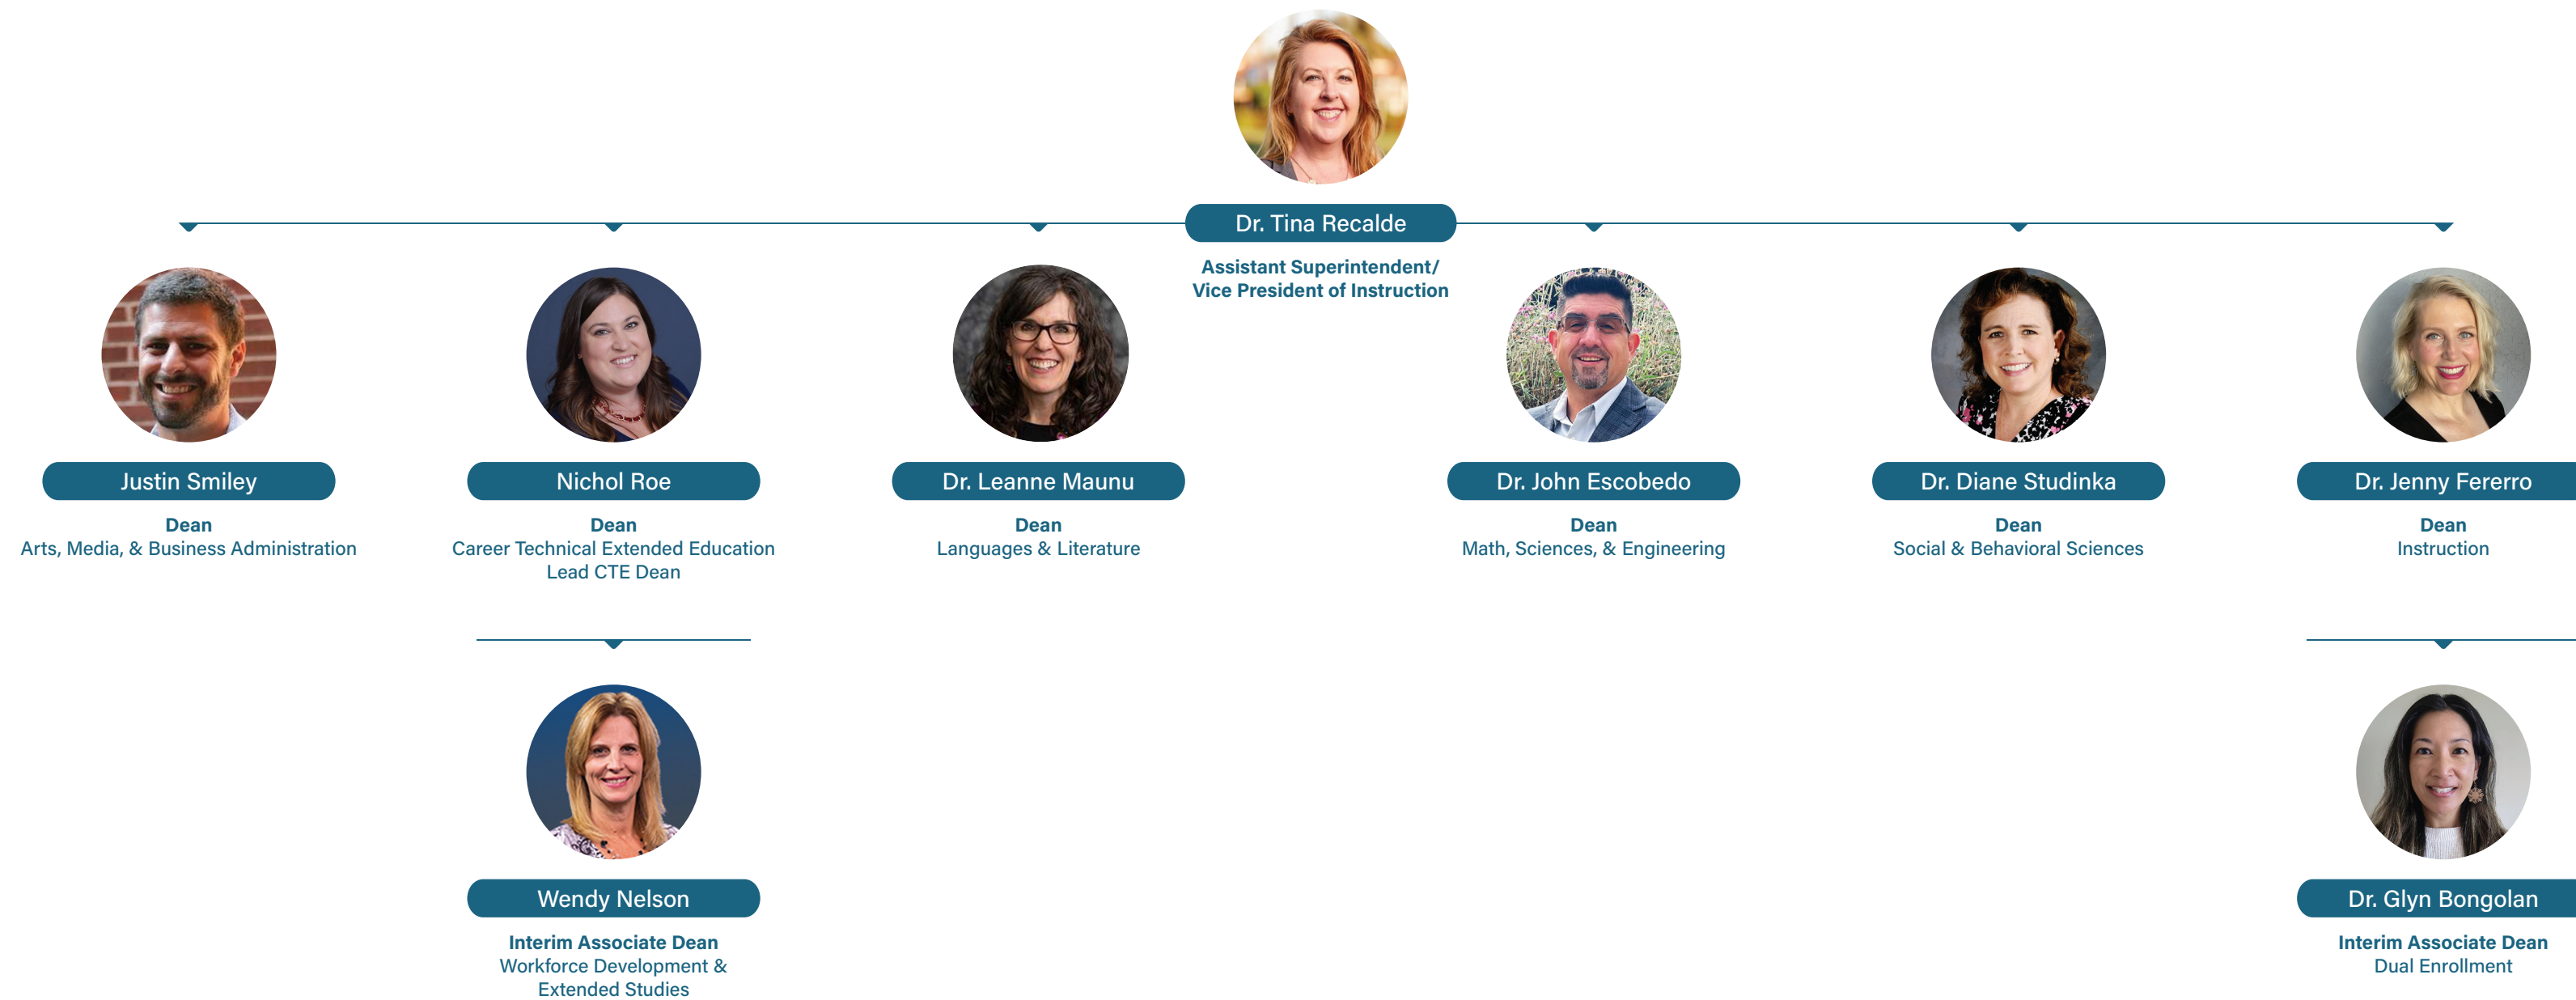 Dr. Tina Recalde
Assistant Superintendent/
Vice President of Instruction
Justin Smiley
Dean
Arts, Media, & Business Administration
Nichol Roe
Dean
Career Technical Extended Education
Lead CTE Dean
Dr. Leanne Maunu
Dean
Languages & Literature
Dr. John Escobedo
Dean
Math, Sciences, & Engineering
Dr. Diane Studinka
Dean
Social & Behavioral Sciences
Dr. Jenny Fererro
Dean
Instruction
Wendy Nelson
Interim Associate Dean
Workforce Development &
Extended Studies
Dr. Glyn Bongolan
Interim Associate Dean
Dual Enrollment